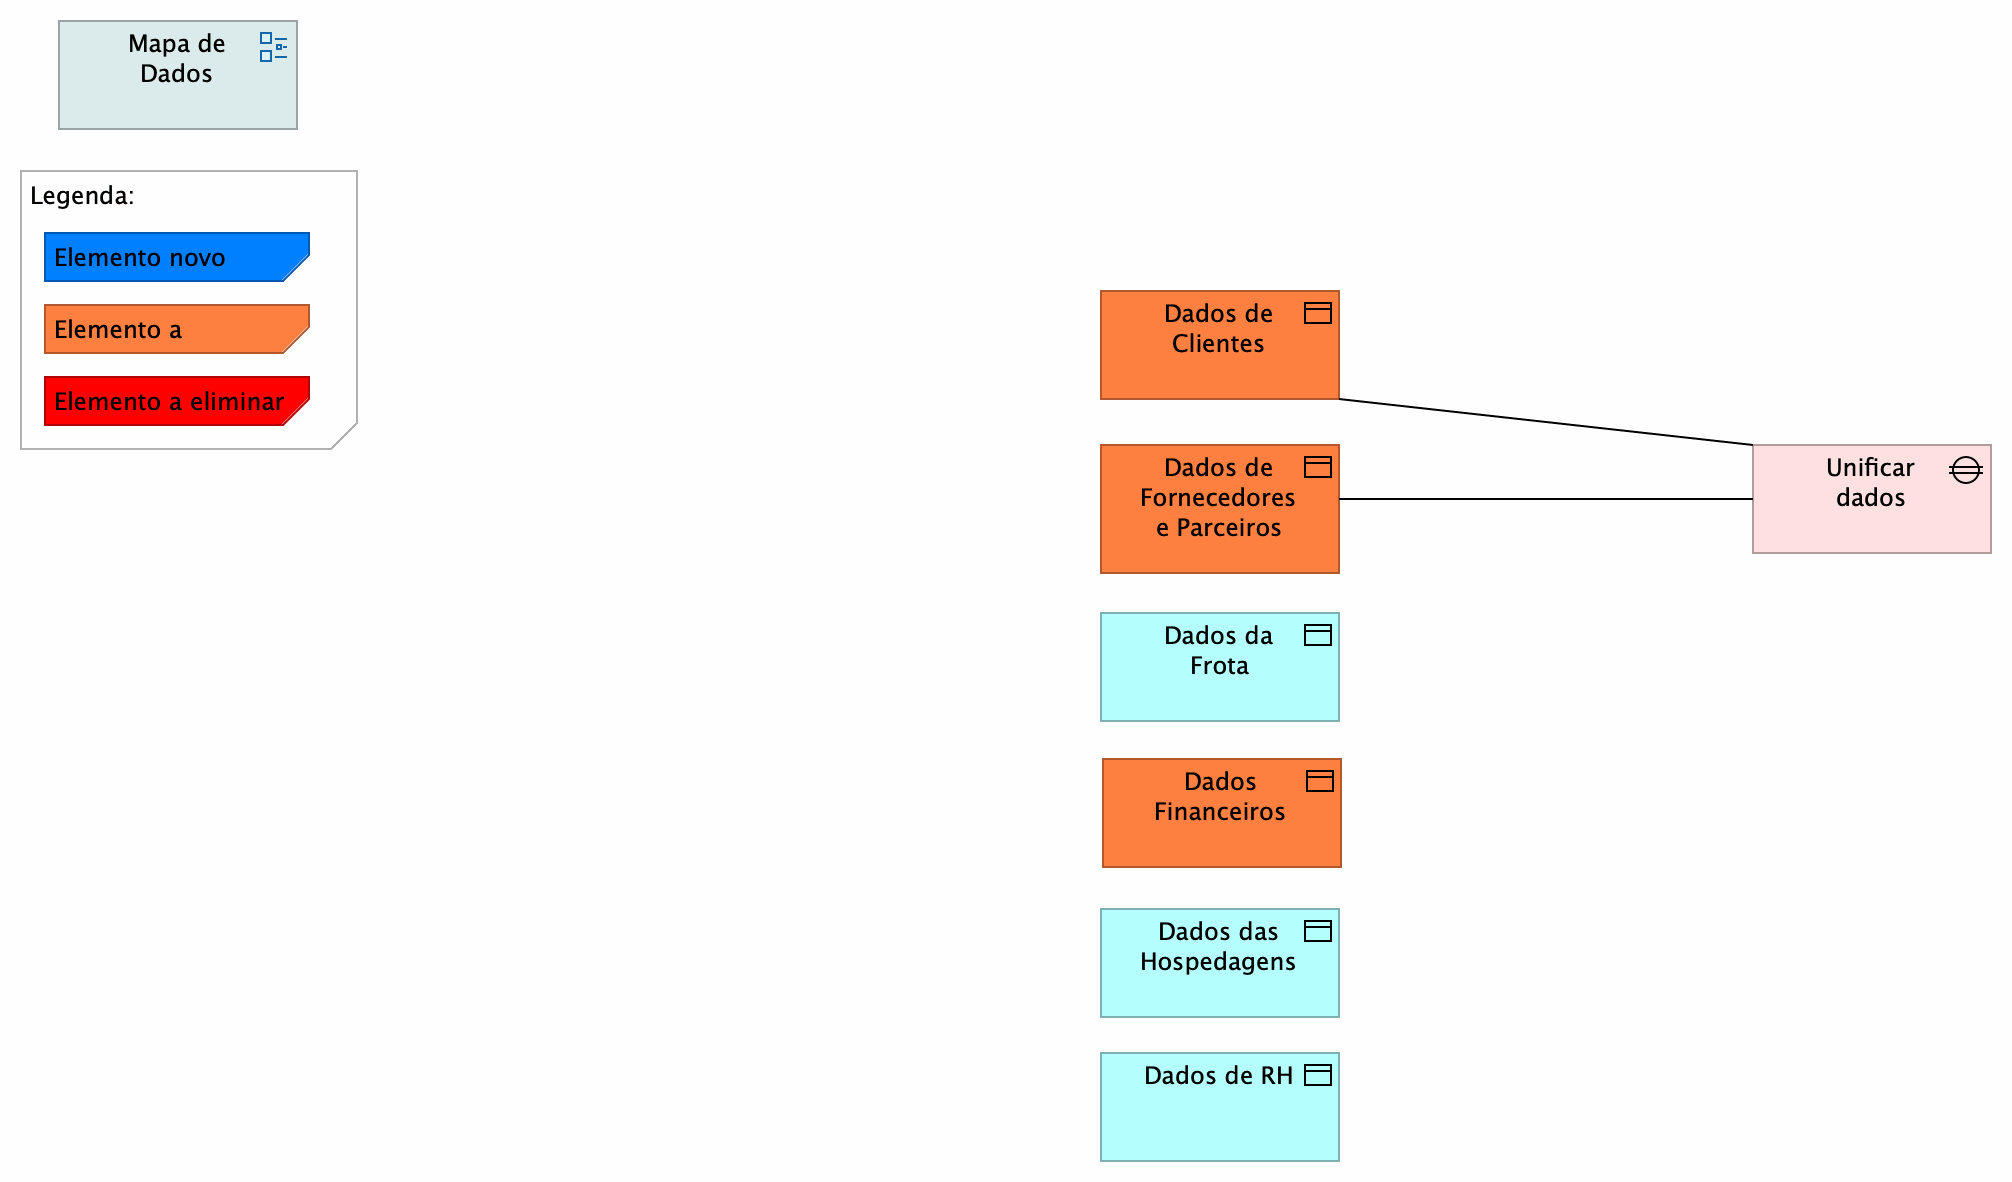 Mapa de
Dados
Legenda:
Elemento novo
Elemento a
Elemento a eliminar
Dados de
Clientes
Dados de
Fornecedores
e Parceiros
Unificar
dados
Dados da
Frota
Dados
Financeiros
Dados das
Hospedagens
Dados de RH